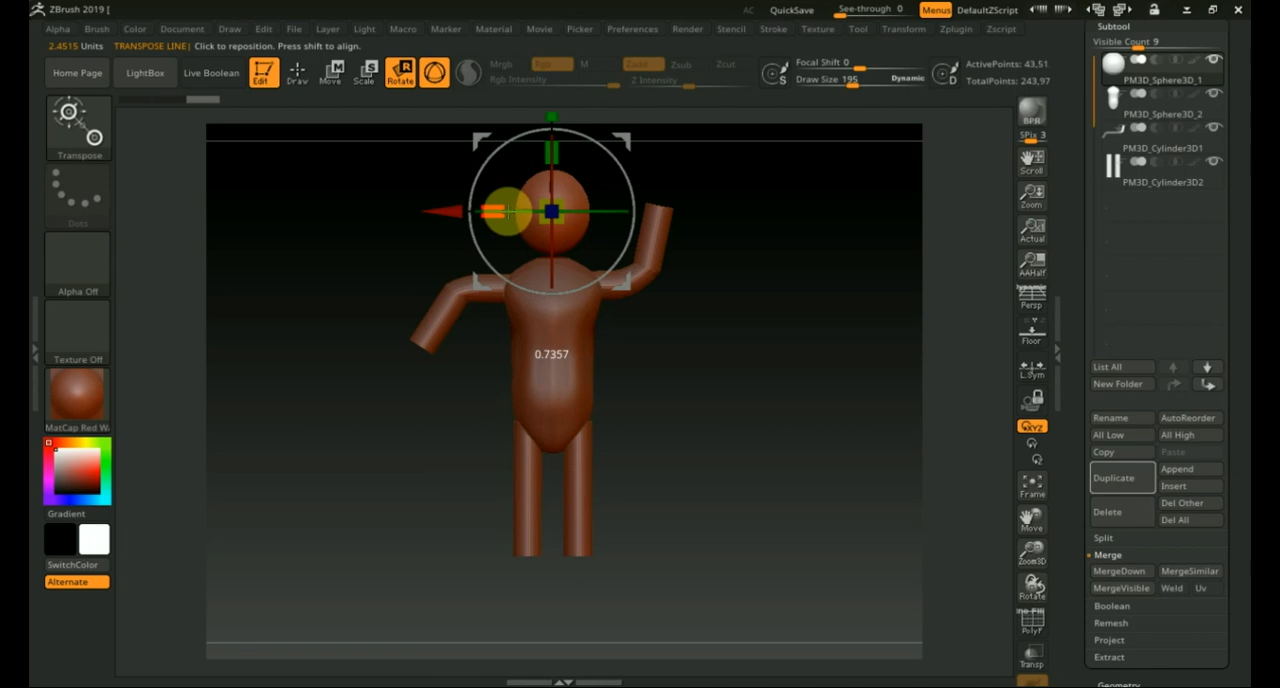 ZBrush 2019 [
AC QuickSave See-through 0 Menus DefaultZScript
Alpha Brush Color Document Draw Edit File Layer Light Macro Marker Material Movie Picker Preferences Render Stencil Stroke Texture Tool Transform Zplugin Zscript
2.4515 Units TRANSPOSE LINE| Click to reposition. Press shift to align.
Home Page LightBox Live Boolean Edit Draw Move Scale Rotate
Mrgb Rgb M Zadd Zsub Zcut
Rgb Intensity Z Intensity
S Focal Shift 0
Draw Size 195 Dynamic
D ActivePoints: 43,51
TotalPoints: 243,97
Transpose
Dots
Alpha Off
Texture Off
MatCap Red Wa
Gradient
SwitchColor
Alternate
0.7357
BPR
SPix 3
Scroll
Zoom
Actual
AAHalf
Dynamic
Persp
Floor
L.Sym
XYZ
Frame
Move
Zoom3D
Rotate
PolyF
Transp
Subtool
Visible Count 9
PM3D_Sphere3D_1
PM3D_Sphere3D_2
PM3D_Cylinder3D1
PM3D_Cylinder3D2
List All
New Folder
Rename AutoReorder
All Low All High
Copy Paste
Duplicate Append
Insert
Delete Del Other
Del All
Split
Merge
MergeDown MergeSimilar
MergeVisible Weld Uv
Boolean
Remesh
Project
Extract
Geometry